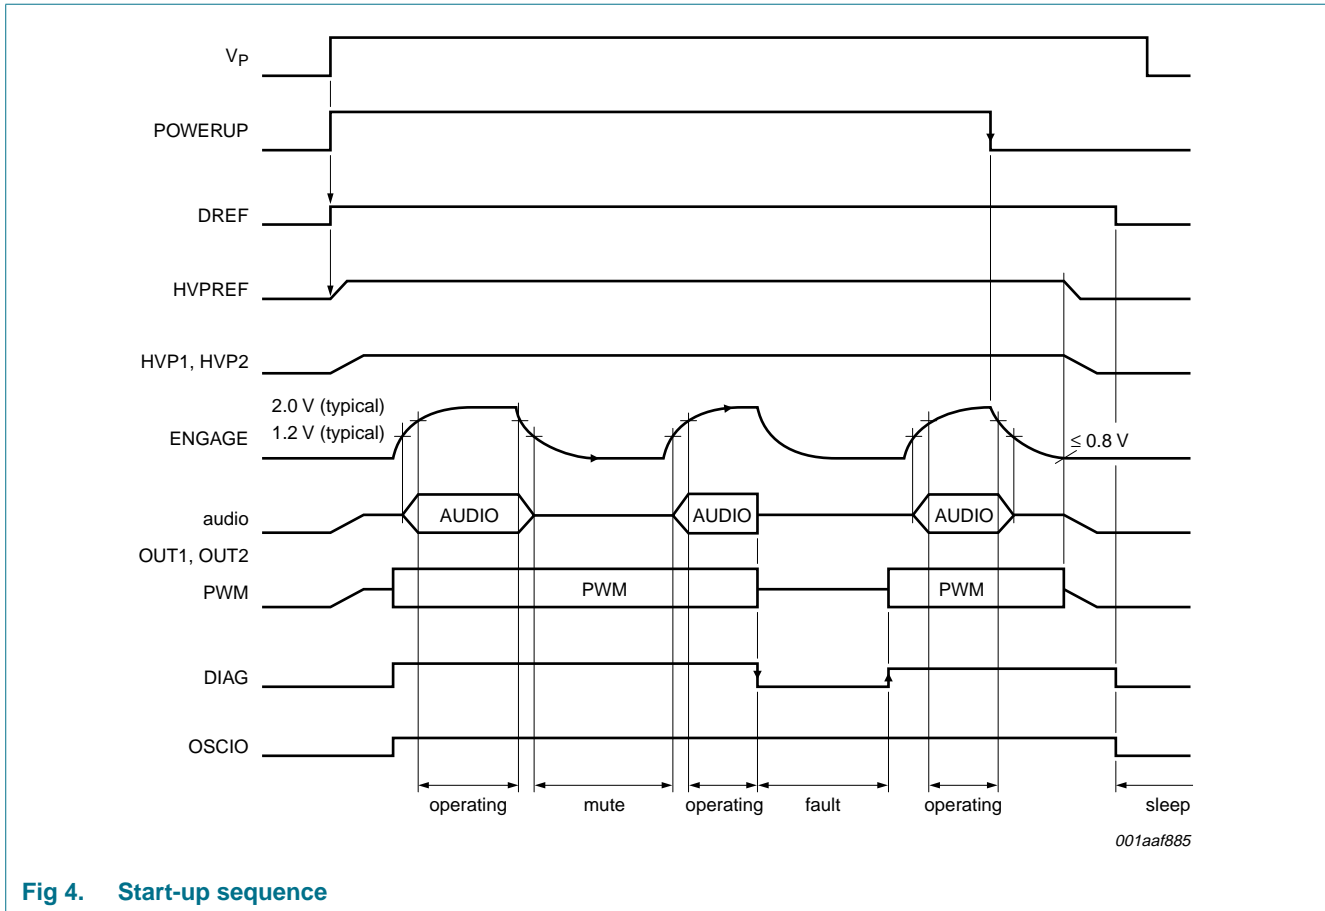 VP
POWERUP
DREF
HVPREF
HVP1, HVP2
2.0 V (typical)
1.2 V (typical)
ENGAGE
≤ 0.8 V
audio
AUDIO AUDIO AUDIO
OUT1, OUT2
PWM
PWM PWM
DIAG
OSCIO
operating mute operating fault operating sleep
001aaf885
Fig 4. Start-up sequence